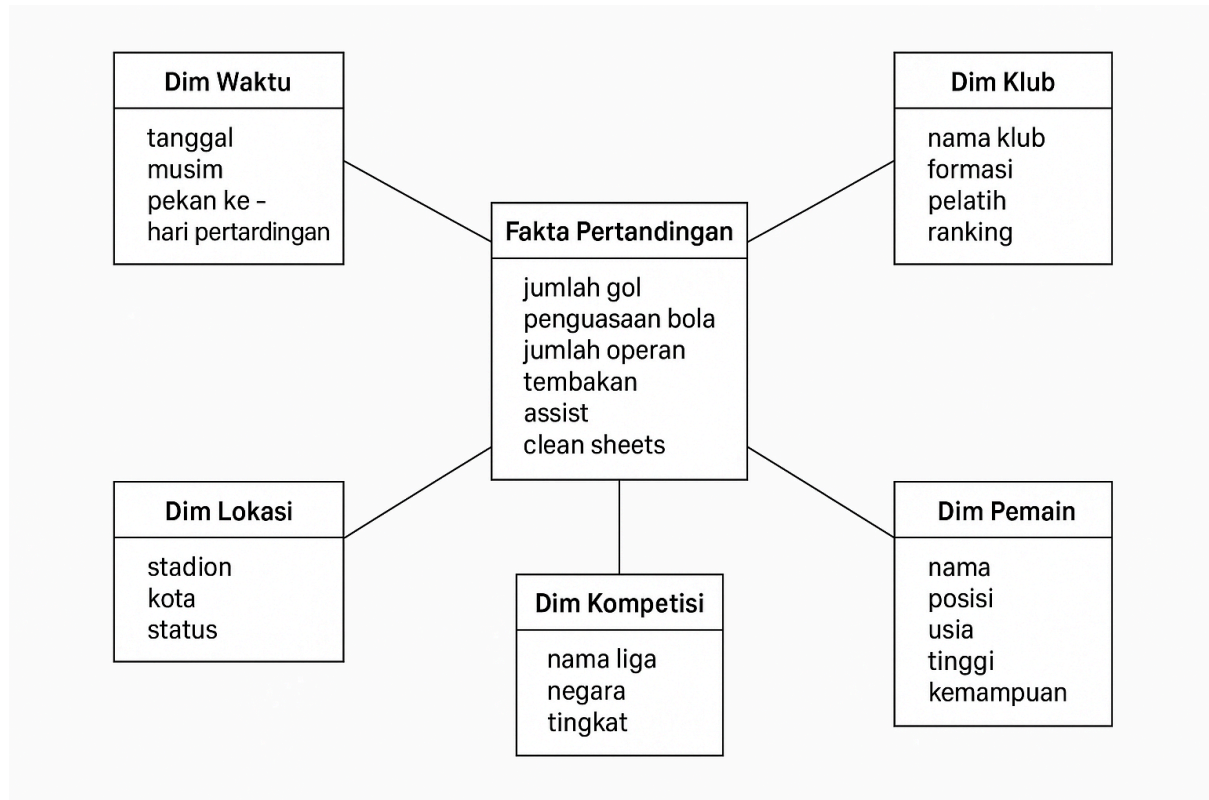 Dim Waktu
tanggal
musim
pekan ke -
hari pertardingan
Dim Klub
nama klub
formasi
pelatih
ranking
Fakta Pertandingan
jumlah gol
penguasaan bola
jumlah operan
tembakan
assist
clean sheets
Dim Lokasi
stadion
kota
status
Dim Kompetisi
nama liga
negara
tingkat
Dim Pemain
nama
posisi
usia
tinggi
kemampuan